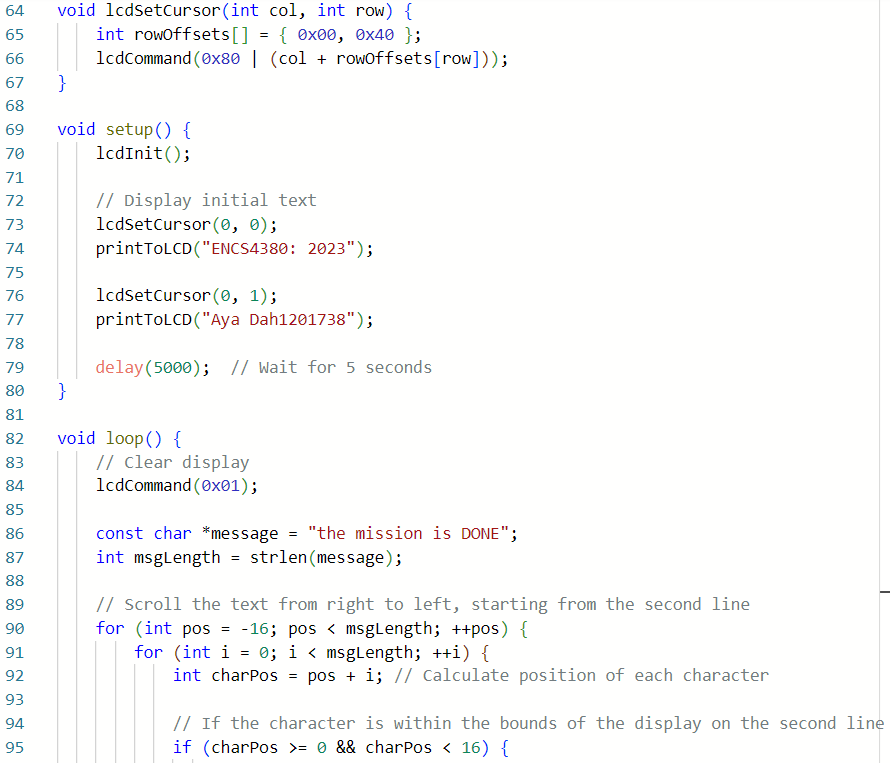 64 void lcdSetCursor(int col, int row) {
65     int rowOffsets[] = { 0x00, 0x40 };
66     lcdCommand(0x80 | (col + rowOffsets[row]));
67 }
68
69 void setup() {
70     lcdInit();
71
72     // Display initial text
73     lcdSetCursor(0, 0);
74     printToLCD("ENCS4380: 2023");
75
76     lcdSetCursor(0, 1);
77     printToLCD("Aya Dah1201738");
78
79     delay(5000);  // Wait for 5 seconds
80 }
81
82 void loop() {
83     // Clear display
84     lcdCommand(0x01);
85
86     const char *message = "the mission is DONE";
87     int msgLength = strlen(message);
88
89     // Scroll the text from right to left, starting from the second line
90     for (int pos = -16; pos < msgLength; ++pos) {
91         for (int i = 0; i < msgLength; ++i) {
92             int charPos = pos + i; // Calculate position of each character
93
94             // If the character is within the bounds of the display on the second line
95             if (charPos >= 0 && charPos < 16) {